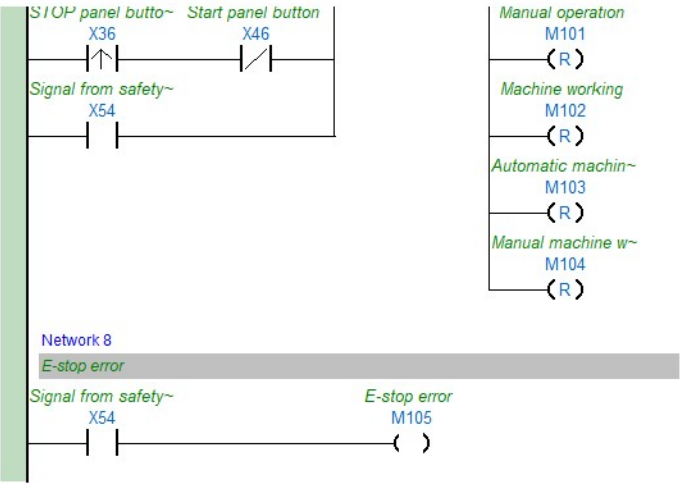 STOP panel butto~ Start panel button Manual operation
X36 X46 M101
R
Signal from safety~ Machine working
X54 M102
R
Automatic machin~
M103
R
Manual machine w~
M104
R
Network 8
E-stop error
Signal from safety~ E-stop error
X54 M105